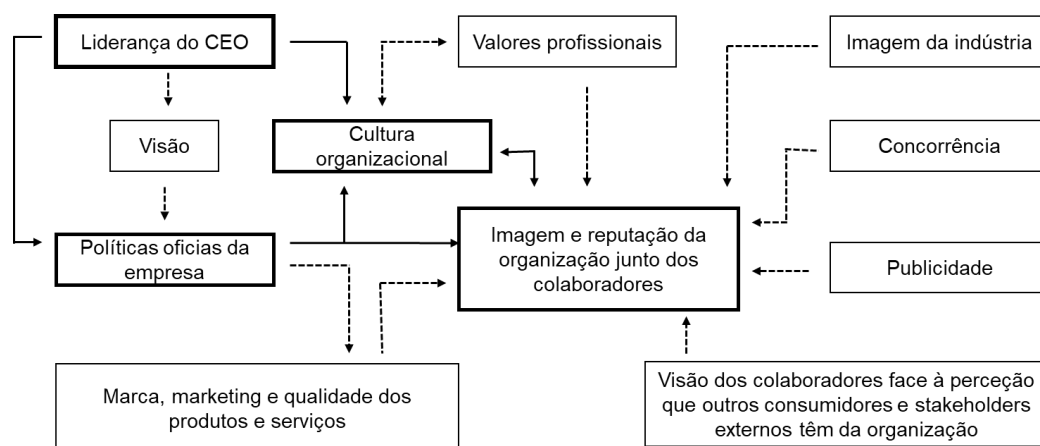 Liderança do CEO
Valores profissionais
Imagem da indústria
Visão
Cultura
organizacional
Concorrência
Políticas oficias da
empresa
Imagem e reputação da
organização junto dos
colaboradores
Publicidade
Marca, marketing e qualidade dos
produtos e serviços
Visão dos colaboradores face à perceção
que outros consumidores e stakeholders
externos têm da organização